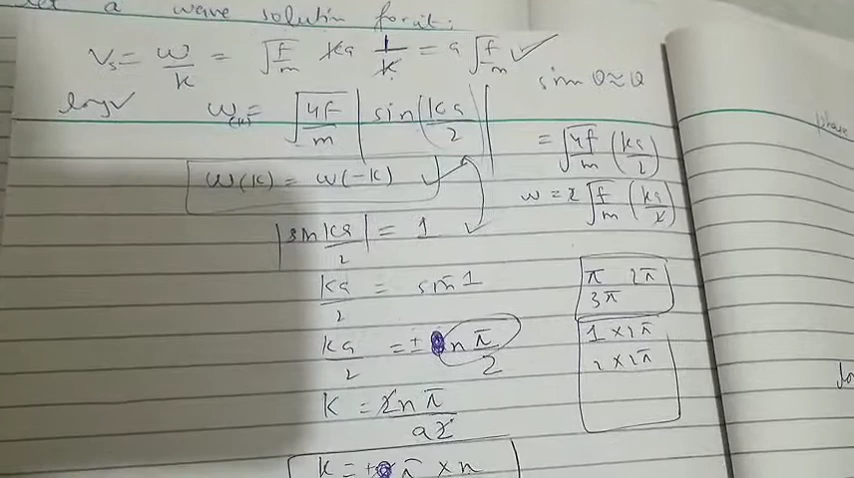 a wave solution for it:
Vs = ω/k = √(f/m) ka 1/k = a √(f/m) ✓
sin θ ≈ θ
ω(k) = √(4f/m) |sin(ka/2)|
= √(4f/m) (ka/2)
ω(k) = ω(-k) ✓
ω = 2 √(f/m) (ka/2)
|sin ka/2| = 1
ka/2 = sin⁻ 1
π 2π
3π
ka/2 = ± n π/2
1 × 2π
2 × 2π
k = 2nπ/a2
k = + π × n
phase